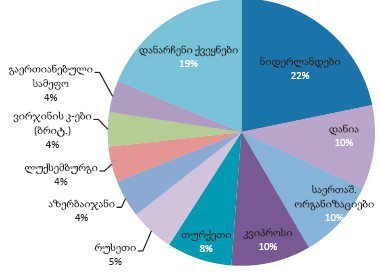 დანარჩენი ქვეყნები
19%
ნიდერლანდები
22%
გაერთიანებული
სამეფო
4%
ვირჯინის კ-ები
(ბრიტ.)
4%
დანია
10%
ლუქსემბურგი
4%
საერთაშ.
ორგანიზაციები
10%
აზერბაიჯანი
4%
კვიპროსი
10%
თურქეთი
8%
რუსეთი
5%